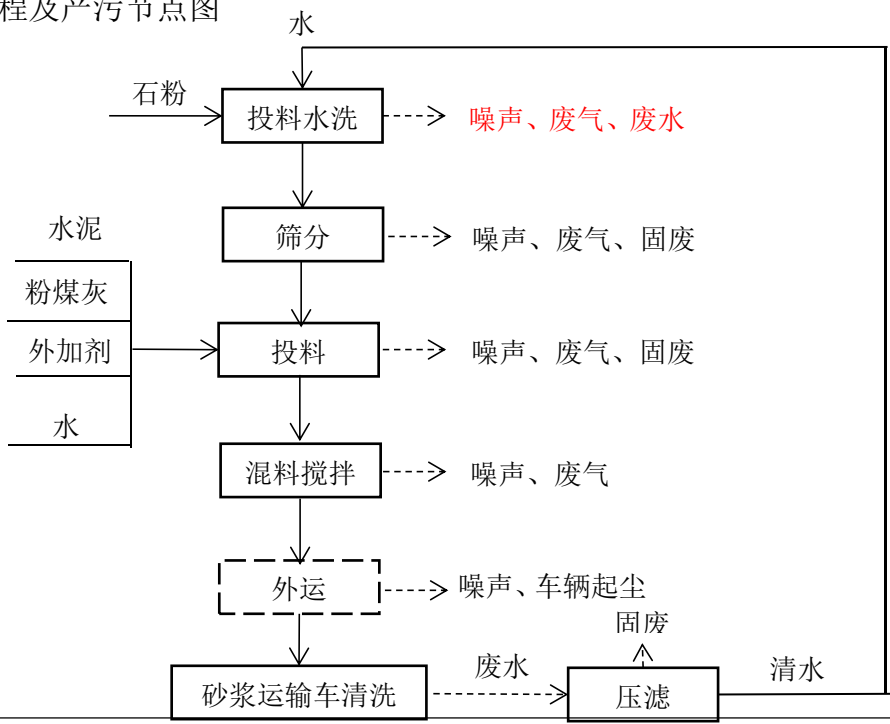 程及产污节点图
水
石粉
投料水洗
噪声、废气、废水
水泥
筛分
噪声、废气、固废
粉煤灰
外加剂
投料
噪声、废气、固废
水
混料搅拌
噪声、废气
外运
噪声、车辆起尘
固废
废水
清水
砂浆运输车清洗
压滤